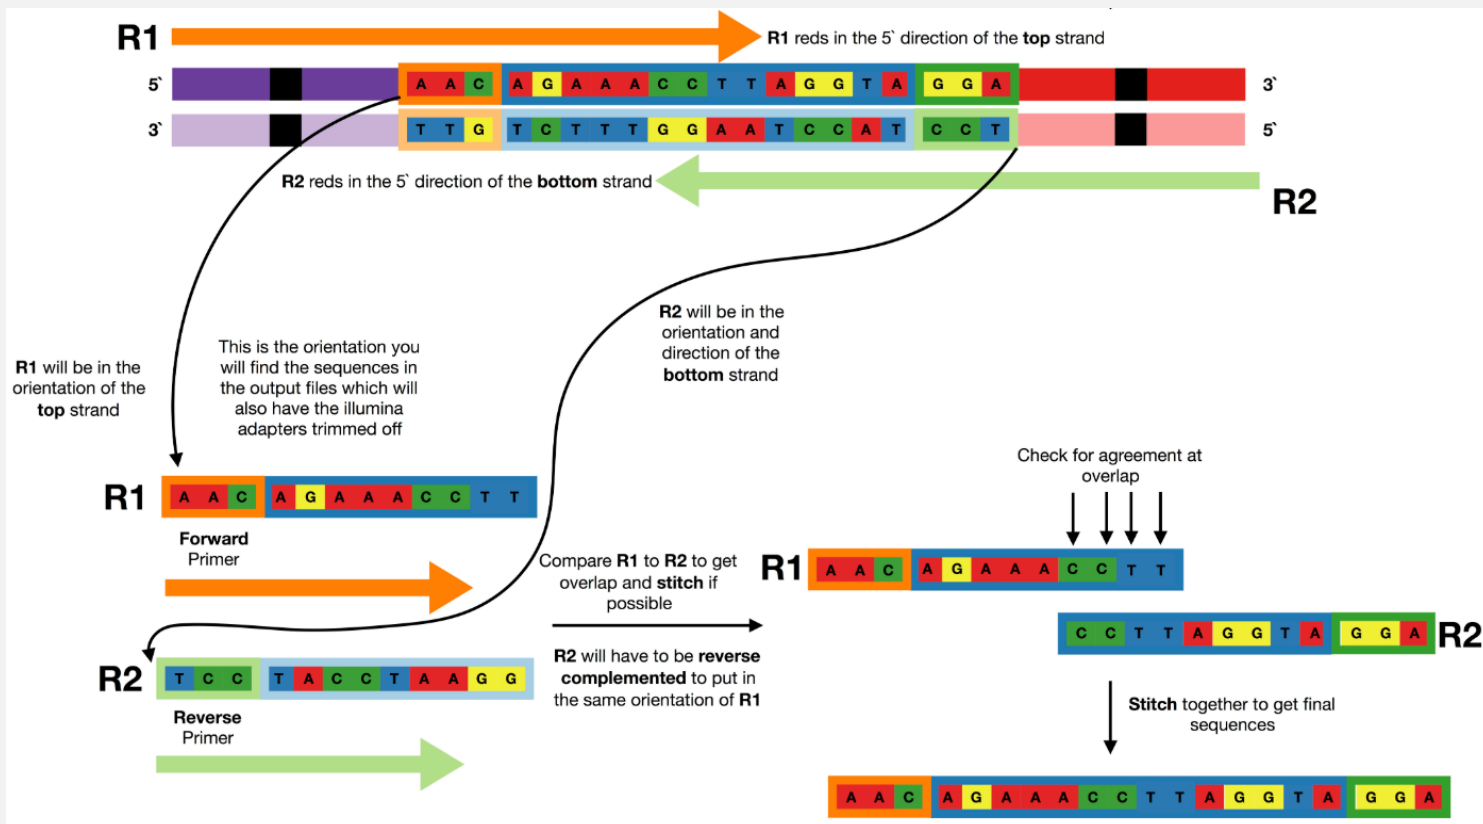 R1
R1 reds in the 5` direction of the top strand
5`
A A C A G A A A C C T T A G G T A G G A
3`
3`
T T G T C T T T G G A A T C C A T C C T
5`
R2 reds in the 5` direction of the bottom strand
R2
R1 will be in the
orientation of the
top strand
This is the orientation you
will find the sequences in
the output files which will
also have the illumina
adapters trimmed off
R2 will be in the
orientation and
direction of the
bottom strand
R1
A A C A G A A A C C T T
Forward
Primer
R2
T C C T A C C T A A G G
Reverse
Primer
Compare R1 to R2 to get
overlap and stitch if
possible
R2 will have to be reverse
complemented to put in
the same orientation of R1
Check for agreement at
overlap
R1
A A C A G A A A C C T T
C C T T A G G T A G G A
R2
Stitch together to get final
sequences
A A C A G A A A C C T T A G G T A G G A